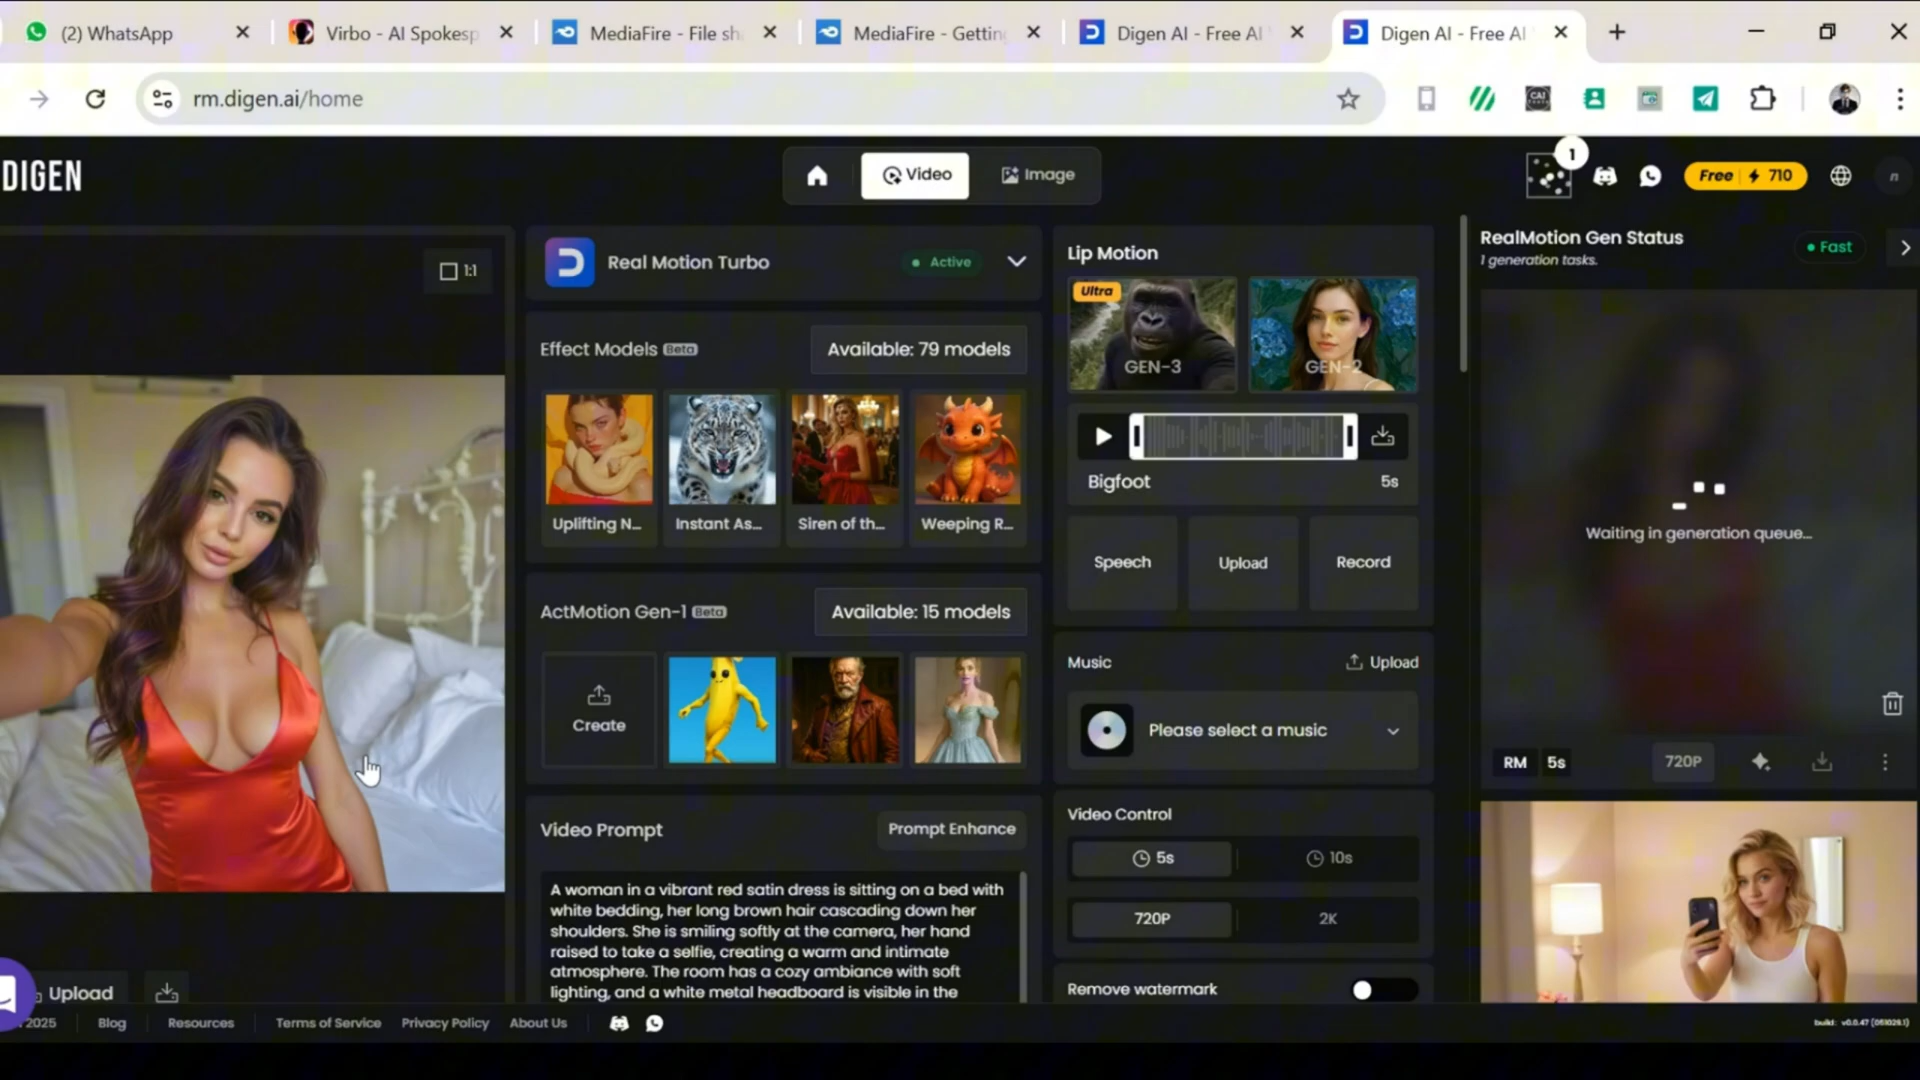 (2) WhatsApp
Virbo - AI Spokesp
MediaFire - File sh
MediaFire - Getting
Digen AI - Free AI
Digen AI - Free AI
rm.digen.ai/home
DIGEN
Video
Image
1
Free 710
n
1:1
Real Motion Turbo
Active
Effect Models Beta
Available: 79 models
Uplifting N...
Instant As...
Siren of th...
Weeping R...
ActMotion Gen-1 Beta
Available: 15 models
Create
Video Prompt
Prompt Enhance
A woman in a vibrant red satin dress is sitting on a bed with
white bedding, her long brown hair cascading down her
shoulders. She is smiling softly at the camera, her hand
raised to take a selfie, creating a warm and intimate
atmosphere. The room has a cozy ambiance with soft
lighting, and a white metal headboard is visible in the
Lip Motion
Ultra
GEN-3
GEN-2
Bigfoot
5s
Speech
Upload
Record
Music
Upload
Please select a music
Video Control
5s
10s
720P
2K
Remove watermark
RealMotion Gen Status
1 generation tasks.
Fast
Waiting in generation queue...
RM
5s
720P
Upload
2025
Blog
Resources
Terms of Service
Privacy Policy
About Us